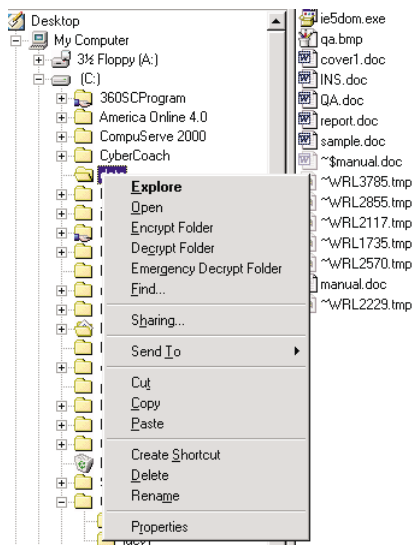 Desktop
My Computer
3½ Floppy (A:)
(C:)
360SCProgram
America Online 4.0
CompuServe 2000
CyberCoach
Explore
Open
Encrypt Folder
Decrypt Folder
Emergency Decrypt Folder
Find...
Sharing...
Send To
Cut
Copy
Paste
Create Shortcut
Delete
Rename
Properties
ie5dom.exe
qa.bmp
cover1.doc
INS.doc
QA.doc
report.doc
sample.doc
~$manual.doc
~WRL3785.tmp
~WRL2855.tmp
~WRL2117.tmp
~WRL1735.tmp
~WRL2570.tmp
manual.doc
~WRL2229.tmp